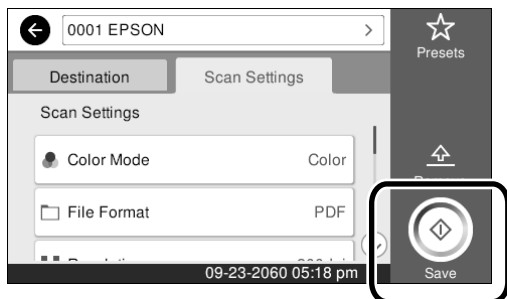 0001 EPSON
Presets
Destination
Scan Settings
Scan Settings
Color Mode
Color
File Format
PDF
09-23-2060 05:18 pm
Save